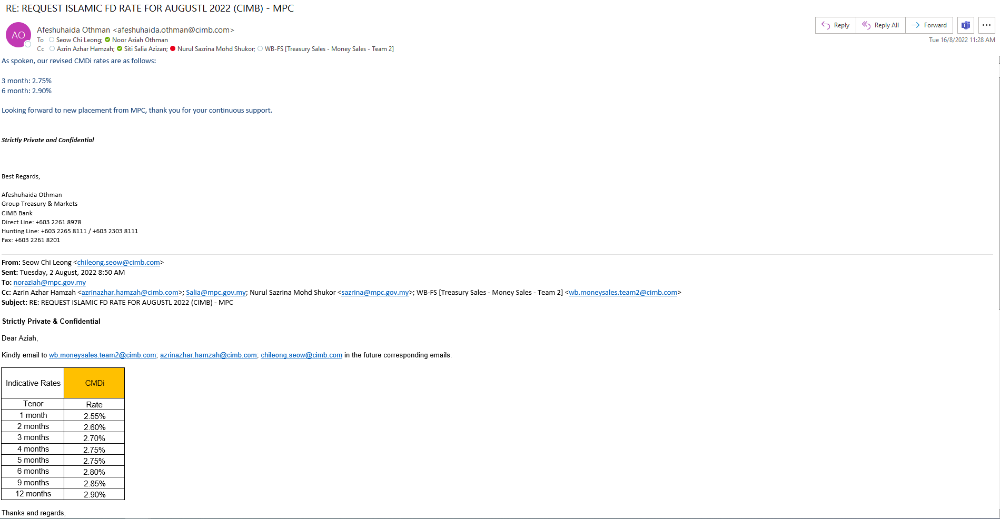 RE: REQUEST ISLAMIC FD RATE FOR AUGUSTL 2022 (CIMB) - MPC
AO
Afeshuhaida Othman <afeshuhaida.othman@cimb.com>
To Seow Chi Leong; Noor Aziah Othman
Cc Azrin Azhar Hamzah; Siti Salia Azizan; Nurul Sazrina Mohd Shukor; WB-FS [Treasury Sales - Money Sales - Team 2]
Reply Reply All Forward
Tue 16/8/2022 11:28 AM
As spoken, our revised CMDi rates are as follows:
3 month: 2.75%
6 month: 2.90%
Looking forward to new placement from MPC, thank you for your continuous support.
Strictly Private and Confidential
Best Regards,
Afeshuhaida Othman
Group Treasury & Markets
CIMB Bank
Direct Line: +603 2261 8978
Hunting Line: +603 2265 8111 / +603 2303 8111
Fax: +603 2261 8201
From: Seow Chi Leong <chileong.seow@cimb.com>
Sent: Tuesday, 2 August, 2022 8:50 AM
To: noraziah@mpc.gov.my
Cc: Azrin Azhar Hamzah <azrinazhar.hamzah@cimb.com>; Salia@mpc.gov.my; Nurul Sazrina Mohd Shukor <sazrina@mpc.gov.my>; WB-FS [Treasury Sales - Money Sales - Team 2] <wb.moneysales.team2@cimb.com>
Subject: RE: REQUEST ISLAMIC FD RATE FOR AUGUSTL 2022 (CIMB) - MPC
Strictly Private & Confidential
Dear Aziah,
Kindly email to wb.moneysales.team2@cimb.com; azrinazhar.hamzah@cimb.com; chileong.seow@cimb.com in the future corresponding emails.
Indicative Rates CMDi
Tenor Rate
1 month 2.55%
2 months 2.60%
3 months 2.70%
4 months 2.75%
5 months 2.75%
6 months 2.80%
9 months 2.85%
12 months 2.90%
Thanks and regards,